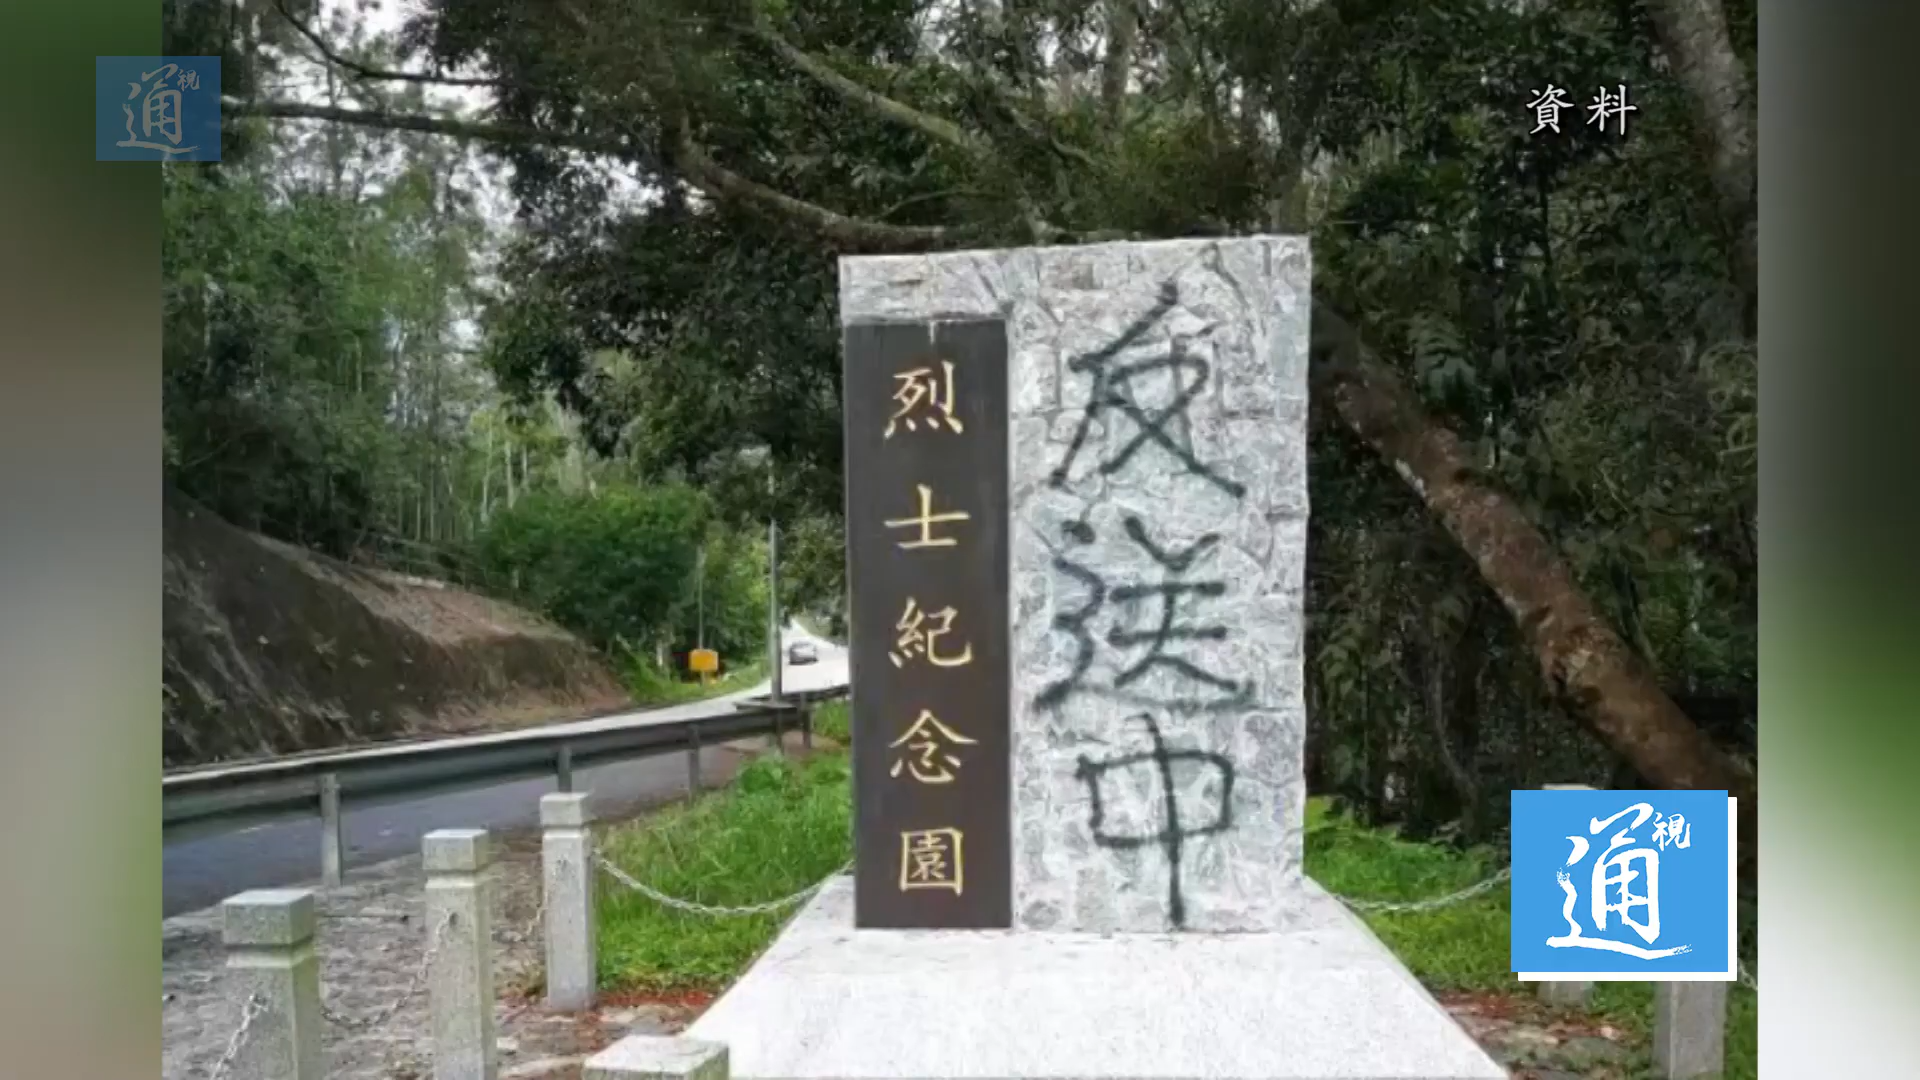 通視
資料
烈士紀念園
反送中
通視